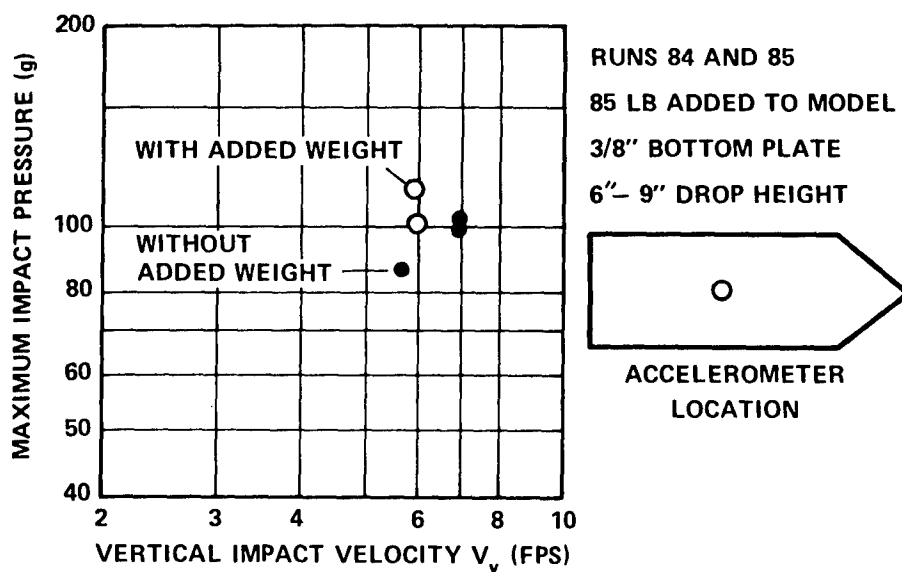 MAXIMUM IMPACT PRESSURE (g)
200
100
80
60
50
40
WITH ADDED WEIGHT
WITHOUT
ADDED WEIGHT
2
3
4
6
8
10
VERTICAL IMPACT VELOCITY Vv (FPS)
RUNS 84 AND 85
85 LB ADDED TO MODEL
3/8" BOTTOM PLATE
6"– 9" DROP HEIGHT
ACCELEROMETER
LOCATION